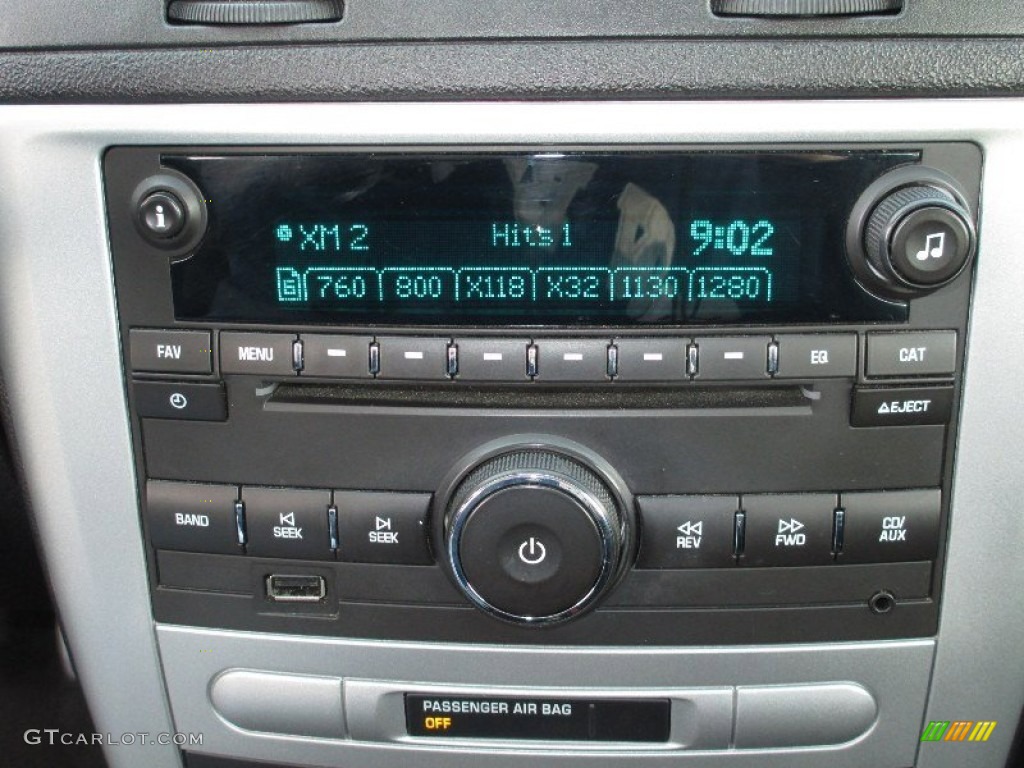 XM 2 Hits 1 9:02
760 800 X118 X32 1130 1280
FAV MENU EQ CAT
EJECT
BAND SEEK SEEK REV FWD CD/AUX
PASSENGER AIR BAG
OFF
GTCARLOT.COM